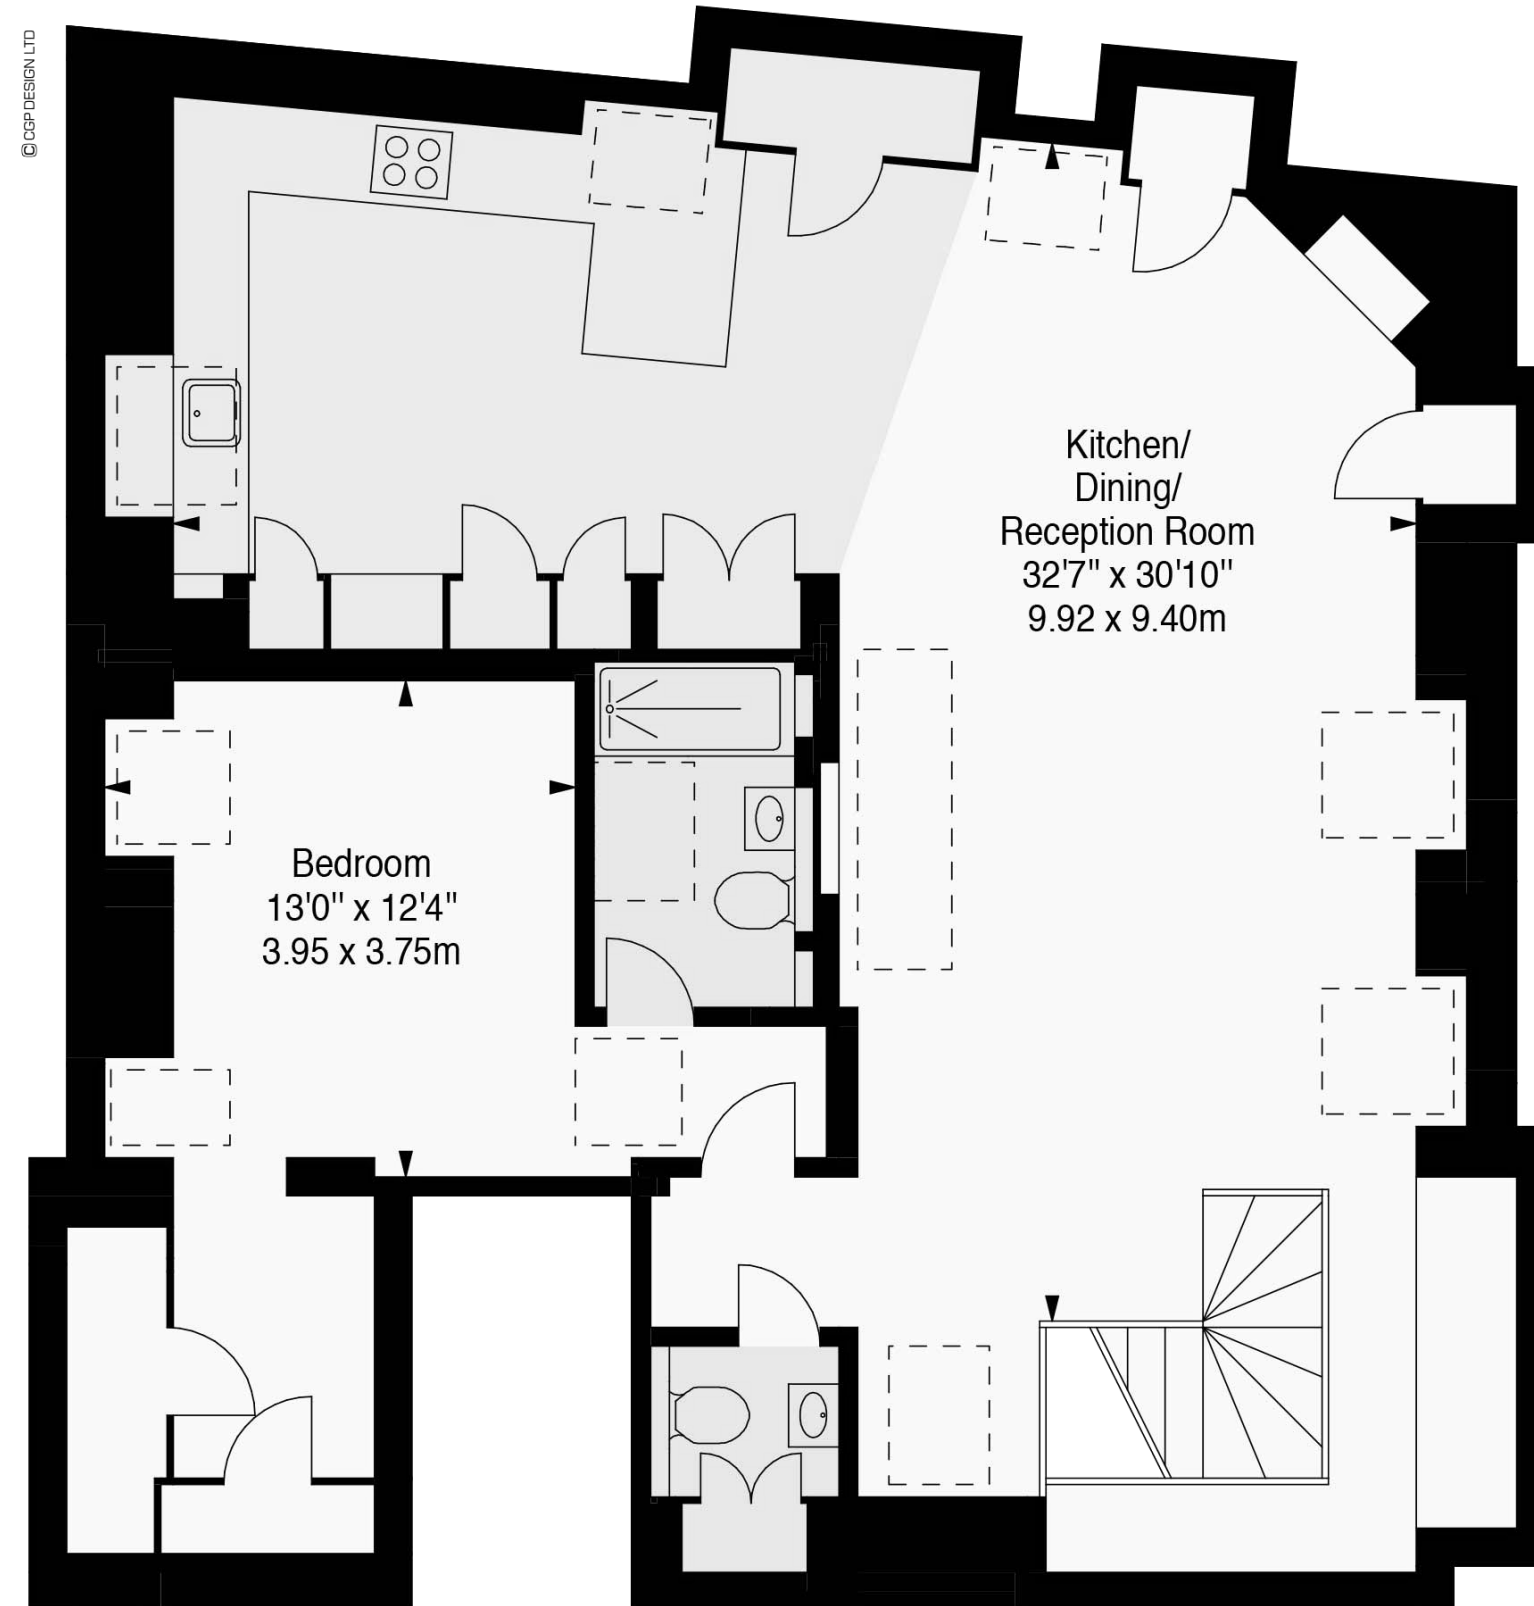 © CGP DESIGN LTD
Kitchen/
Dining/
Reception Room
32'7" x 30'10"
9.92 x 9.40m
Bedroom
13'0" x 12'4"
3.95 x 3.75m